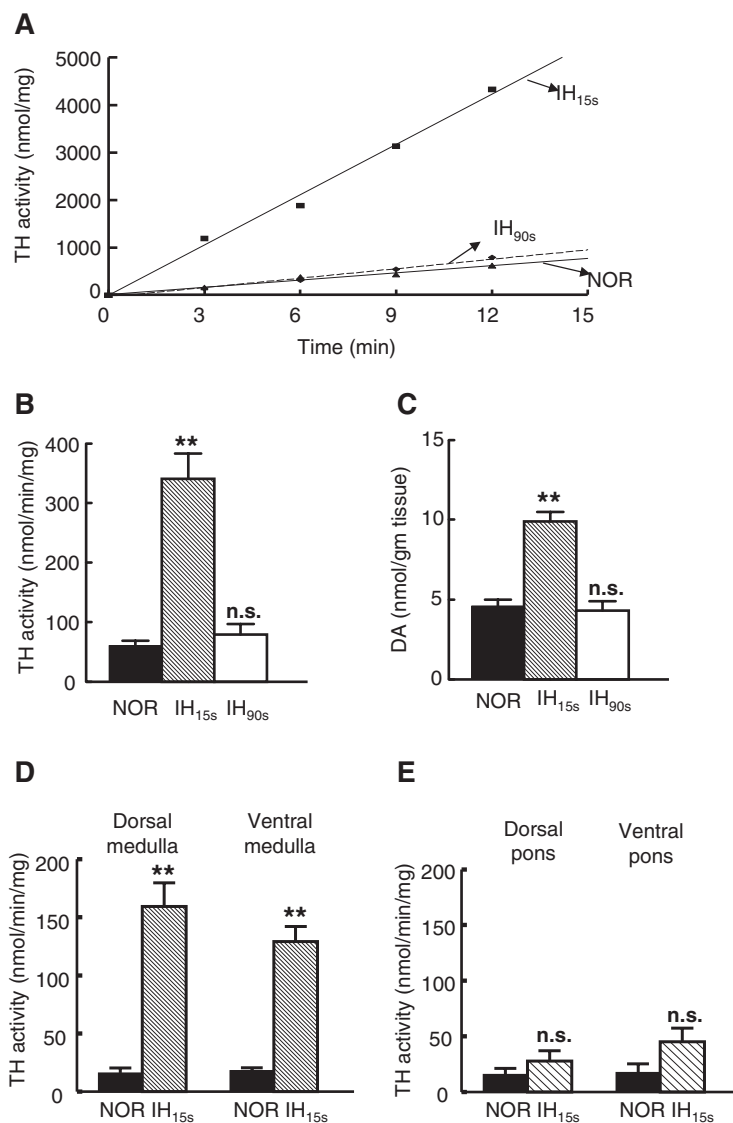 A
TH activity (nmol/mg)
5000
4000
3000
2000
1000
0
IH15s
IH90s
NOR
0 3 6 9 12 15
Time (min)
B
TH activity (nmol/min/mg)
400
300
200
100
0
**
n.s.
NOR IH15s IH90s
C
DA (nmol/gm tissue)
15
10
5
0
**
n.s.
NOR IH15s IH90s
D
Dorsal medulla
Ventral medulla
TH activity (nmol/min/mg)
200
150
100
50
0
**
**
NOR IH15s NOR IH15s
E
Dorsal pons
Ventral pons
TH activity (nmol/min/mg)
200
150
100
50
0
n.s.
n.s.
NOR IH15s NOR IH15s